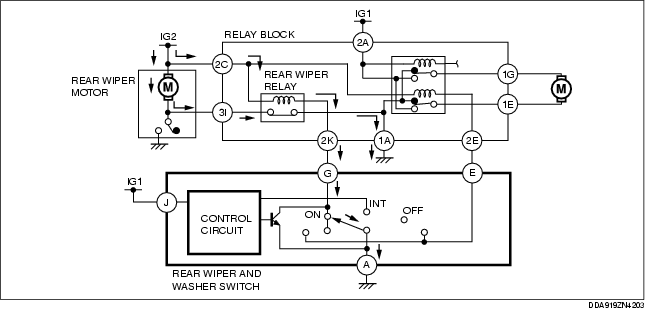 IG1
IG2
RELAY BLOCK
2A
2C
REAR WIPER
RELAY
1G
REAR WIPER
MOTOR
M
M
3I
1E
2K
1A
2E
G
E
IG1
J
INT
CONTROL
CIRCUIT
ON
OFF
A
REAR WIPER AND
WASHER SWITCH
DDA919ZN4203